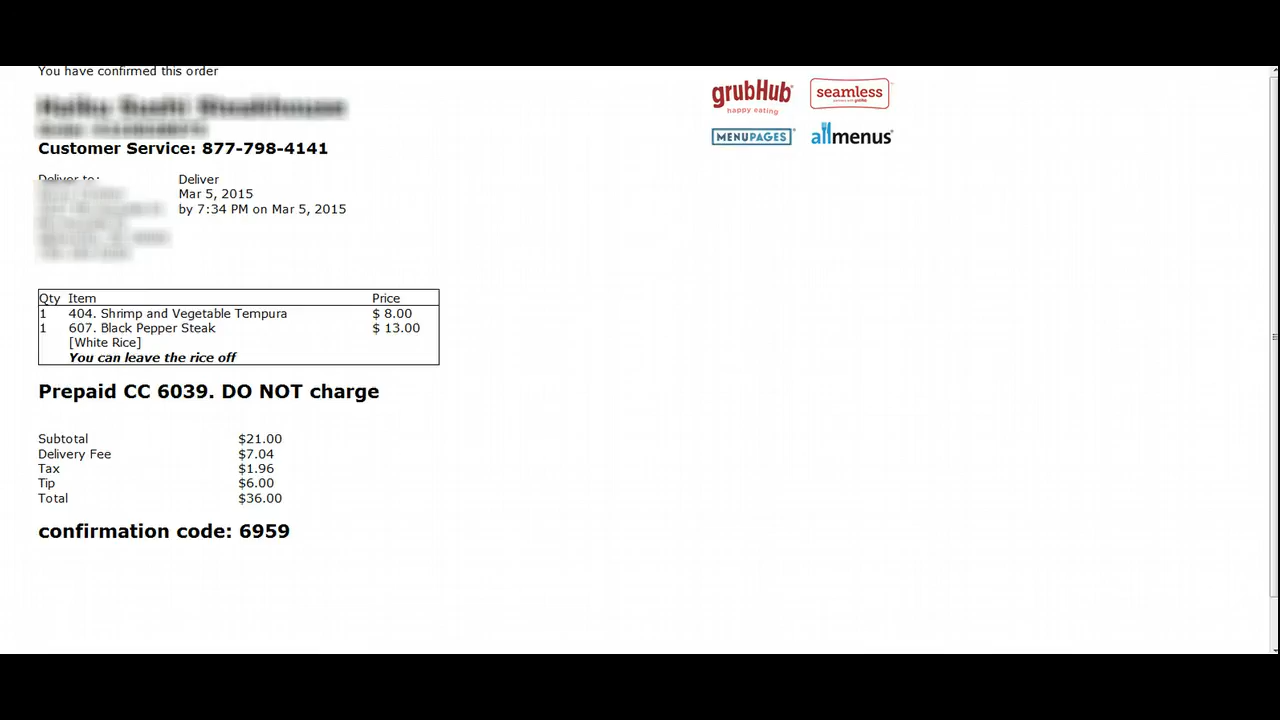 You have confirmed this order
grubHub
happy eating
seamless
MENUPAGES
allmenus
Customer Service: 877-798-4141
Deliver to:
Deliver
Mar 5, 2015
by 7:34 PM on Mar 5, 2015
Qty Item Price
1 404. Shrimp and Vegetable Tempura $ 8.00
1 607. Black Pepper Steak $ 13.00
[White Rice]
You can leave the rice off
Prepaid CC 6039. DO NOT charge
Subtotal $21.00
Delivery Fee $7.04
Tax $1.96
Tip $6.00
Total $36.00
confirmation code: 6959